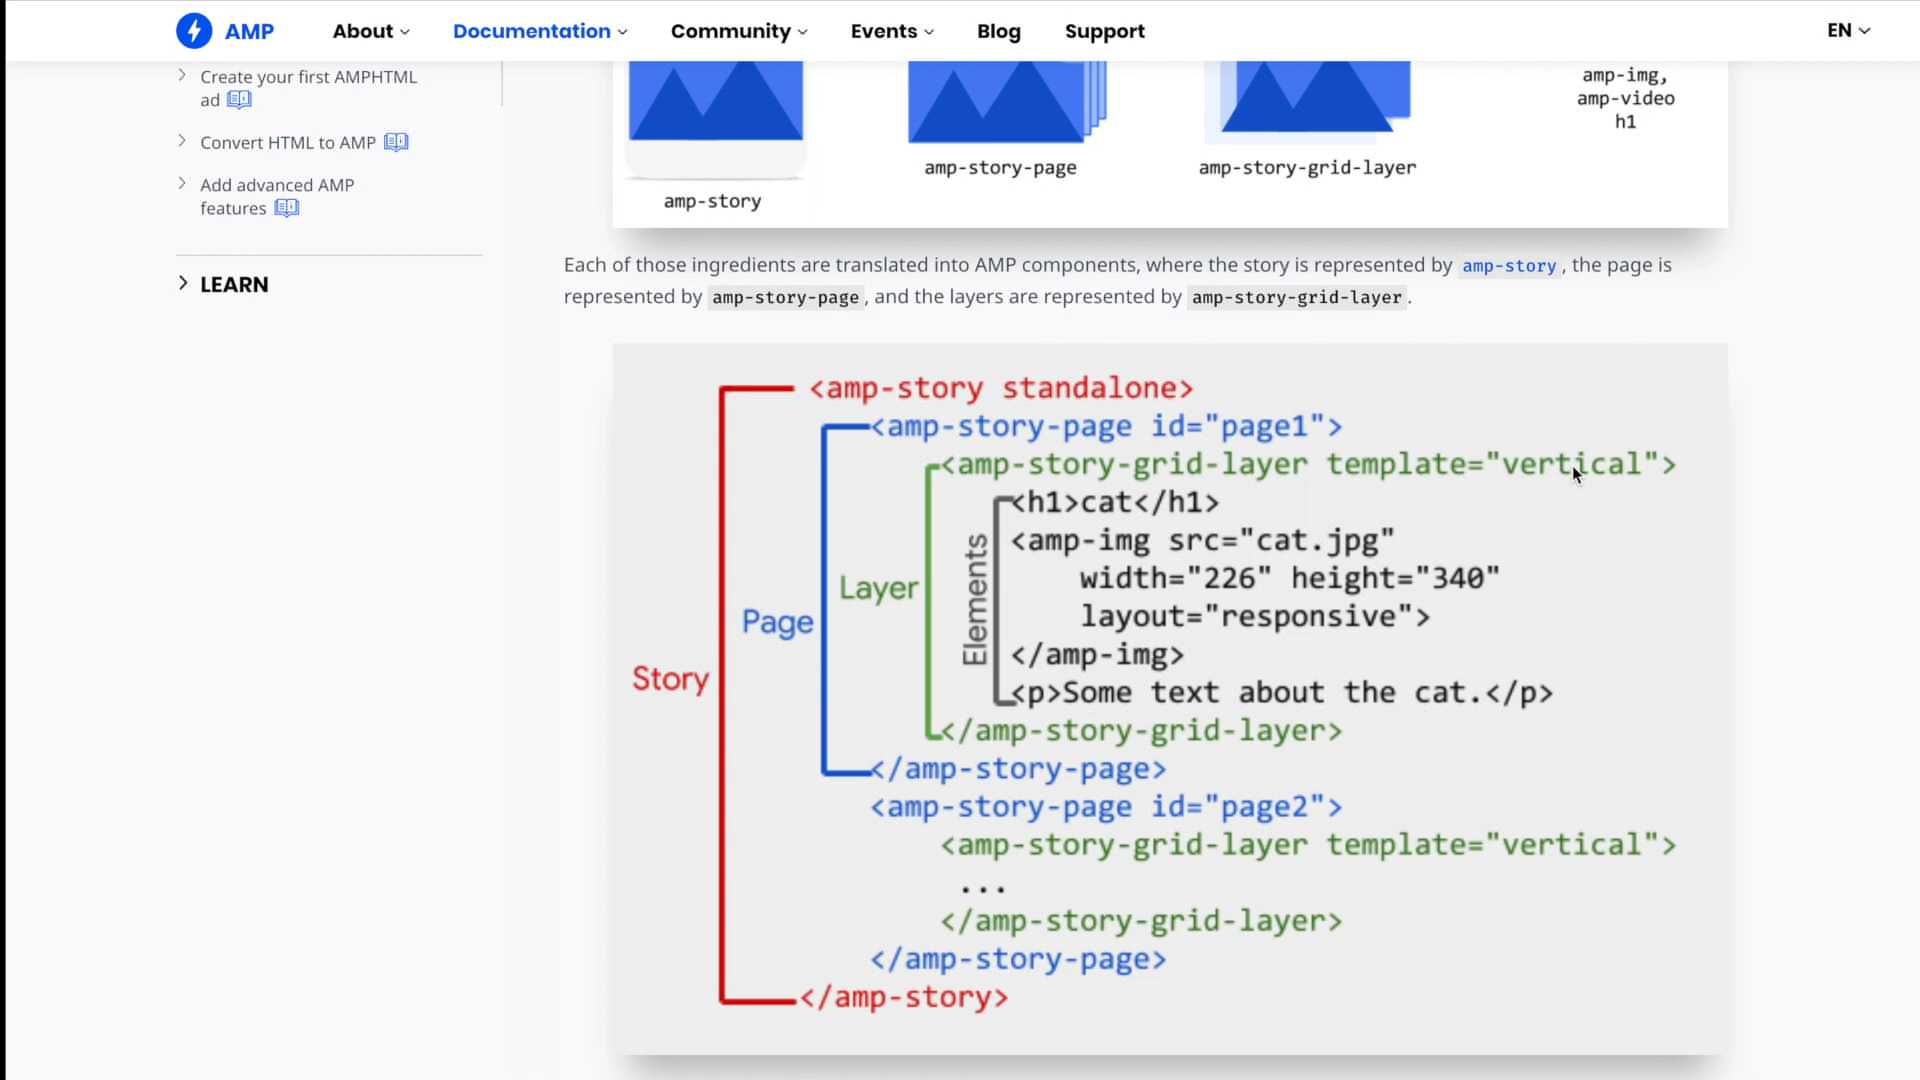 AMP About Documentation Community Events Blog Support EN
Create your first AMPHTML
ad
Convert HTML to AMP
Add advanced AMP
features
LEARN
amp-story
amp-story-page
amp-story-grid-layer
amp-img,
amp-video
h1
Each of those ingredients are translated into AMP components, where the story is represented by amp-story, the page is
represented by amp-story-page, and the layers are represented by amp-story-grid-layer.
<amp-story standalone>
<amp-story-page id="page1">
<amp-story-grid-layer template="vertical">
<h1>cat</h1>
<amp-img src="cat.jpg"
width="226" height="340"
layout="responsive">
</amp-img>
<p>Some text about the cat.</p>
</amp-story-grid-layer>
</amp-story-page>
<amp-story-page id="page2">
<amp-story-grid-layer template="vertical">
...
</amp-story-grid-layer>
</amp-story-page>
</amp-story>
Story
Page
Layer
Elements